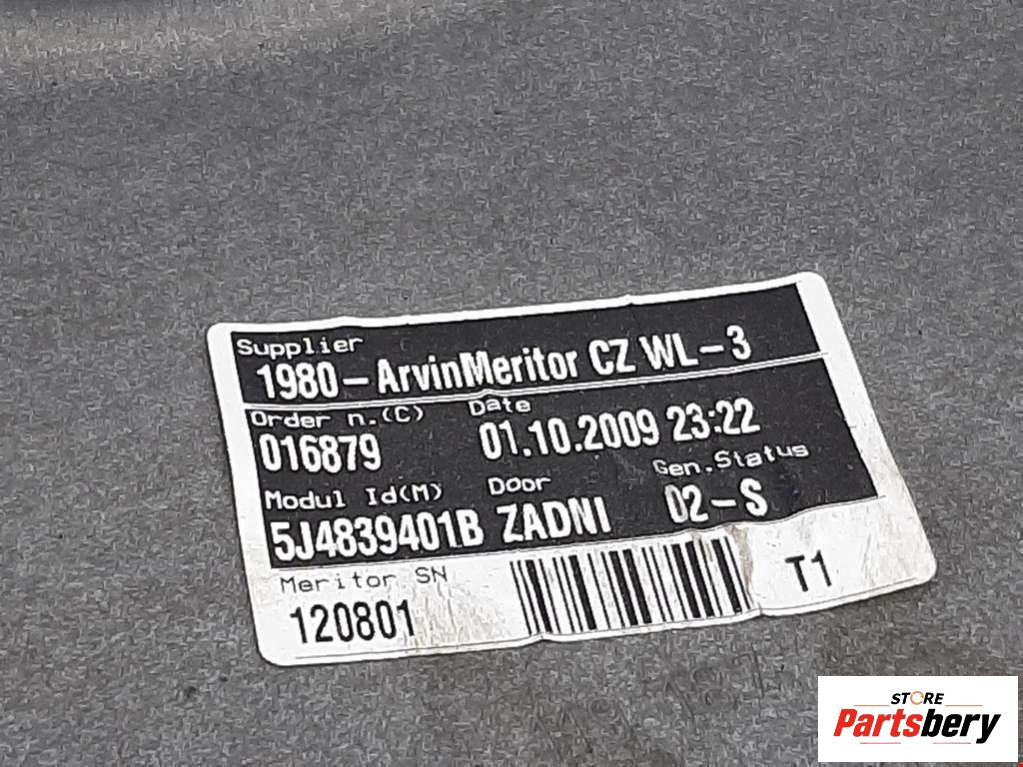 Supplier
1980-ArvinMeritor CZ WL-3
Order n.(C) Date
016879 01.10.2009 23:22
Modul Id(M) Door Gen.Status
5J4839401B ZADNI 02-S
Meritor SN
120801 T1
STORE
Partsbery